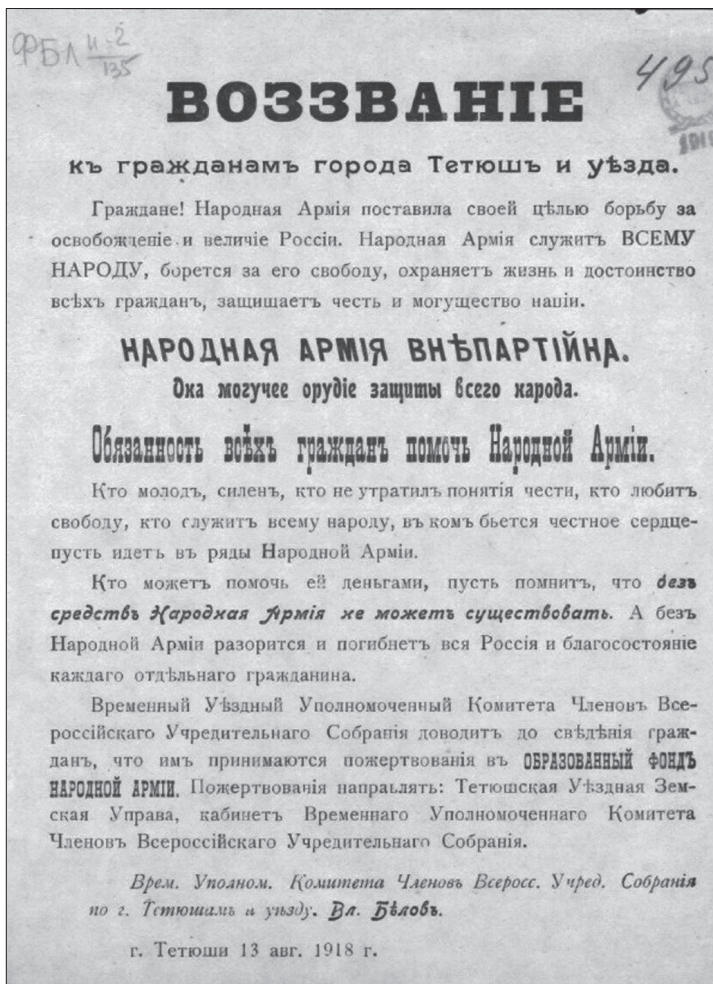 ФБЛ и-2
135
495
ВОЗЗВАНІЕ
къ гражданамъ города Тетюшъ и уѣзда.
Граждане! Народная Армія поставила своей цѣлью борьбу за
освобожденіе и величіе Россіи. Народная Армія служитъ ВСЕМУ
НАРОДУ, борется за его свободу, охраняетъ жизнь и достоинство
всѣхъ гражданъ, защищаетъ честь и могущество націи.
НАРОДНАЯ АРМІЯ ВНѢПАРТІЙНА.
Она могучее орудіе защиты всего народа.
Обязанность всѣхъ гражданъ помочь Народной Арміи.
Кто молодъ, силенъ, кто не утратилъ понятія чести, кто любитъ
свободу, кто служитъ всему народу, въ комъ бьется честное сердце-
пусть идетъ въ ряды Народной Арміи.
Кто можетъ помочь ей деньгами, пусть помнитъ, что безъ
средствъ Народная Армія не можетъ существовать. А безъ
Народной Арміи разорится и погибнетъ вся Россія и благосостояніе
каждаго отдѣльнаго гражданина.
Временный Уѣздный Уполномоченный Комитета Членовъ Все-
россійскаго Учредительнаго Собранія доводитъ до свѣдѣнія граж-
данъ, что имъ принимаются пожертвованія въ ОБРАЗОВАННЫЙ ФОНДЪ
НАРОДНОЙ АРМІИ. Пожертвованія направлять: Тетюшская Уѣздная Зем-
ская Управа, кабинетъ Временнаго Уполномоченнаго Комитета
Членовъ Всероссійскаго Учредительнаго Собранія.
Врем. Уполном. Комитета Членовъ Всеросс. Учред. Собранія
по г. Тетюшамъ и уѣзду. Вл. Бѣловъ.
г. Тетюши 13 авг. 1918 г.